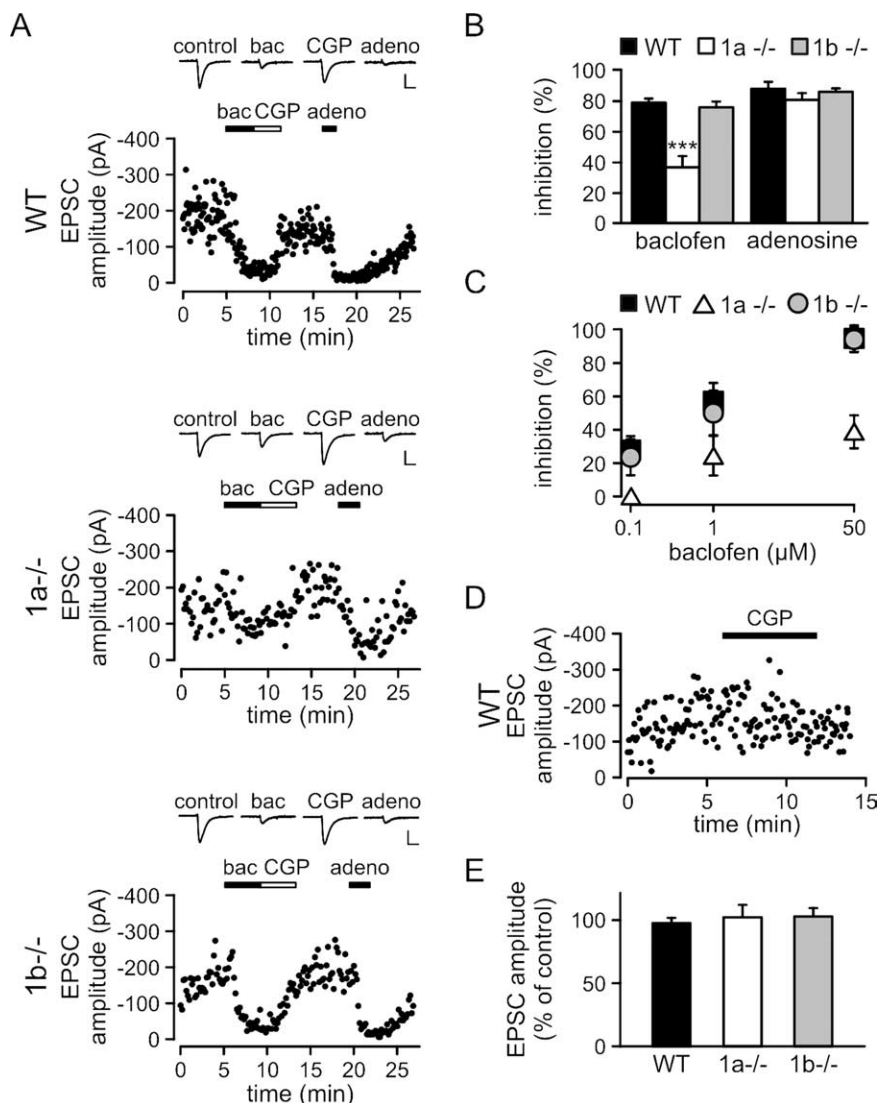 A
control bac CGP adeno
bac CGP adeno
-400
-300
-200
-100
0
WT
EPSC
amplitude (pA)
0 5 10 15 20 25
time (min)
control bac CGP adeno
bac CGP adeno
-400
-300
-200
-100
0
1a-/-
EPSC
amplitude (pA)
0 5 10 15 20 25
time (min)
control bac CGP adeno
bac CGP adeno
-400
-300
-200
-100
0
1b-/-
EPSC
amplitude (pA)
0 5 10 15 20 25
time (min)
B
WT 1a -/- 1b -/-
100
80
60
40
20
0
inhibition (%)
***
baclofen adenosine
C
WT 1a -/- 1b -/-
100
80
60
40
20
0
inhibition (%)
0.1 1 50
baclofen (µM)
D
CGP
-400
-300
-200
-100
0
WT
EPSC
amplitude (pA)
0 5 10 15
time (min)
E
100
50
0
EPSC amplitude
(% of control)
WT 1a-/- 1b-/-